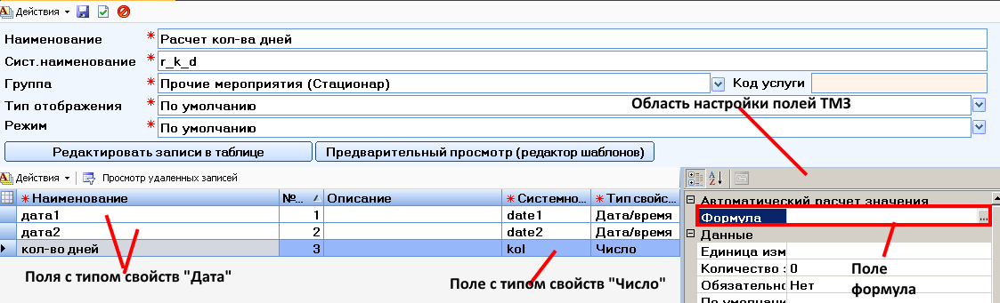 Действия
Наименование * Расчет кол-ва дней
Сист.наименование * r_k_d
Группа * Прочие мероприятия (Стационар) Код услуги
Тип отображения * По умолчанию
Область настройки полей ТМЗ
Режим * По умолчанию
Редактировать записи в таблице Предварительный просмотр (редактор шаблонов)
Действия Просмотр удаленных записей
* Наименование №... Описание * Системно... * Тип свойс...
дата1 1 date1 Дата/время
дата2 2 date2 Дата/время
кол-во дней 3 kol Число
Автоматический расчет значения
Формула ...
Данные
Единица изм
Количество з 0
Обязательно Нет
По умолчани
Поля с типом свойств "Дата"
Поле с типом свойств "Число"
Поле
формула